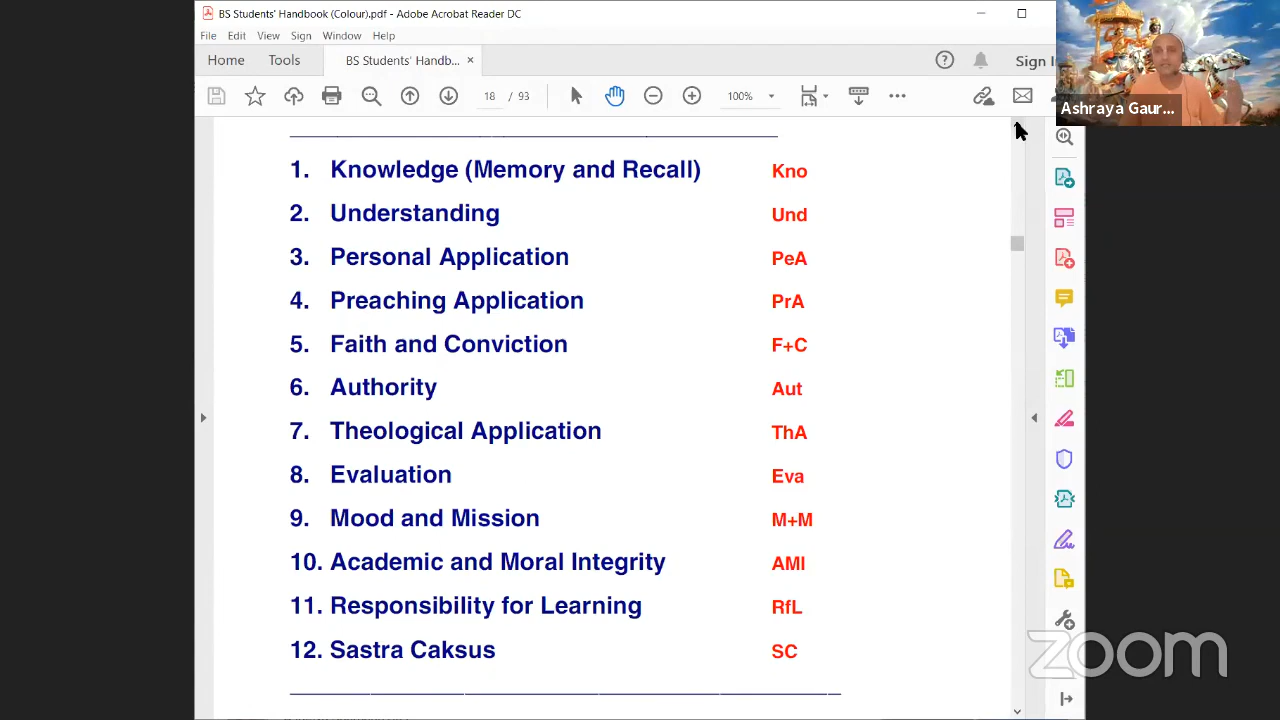 BS Students' Handbook (Colour).pdf - Adobe Acrobat Reader DC
File Edit View Sign Window Help
Home Tools BS Students' Handb... × Sign I
18 / 93 100%
Ashraya Gaur...
1. Knowledge (Memory and Recall) Kno
2. Understanding Und
3. Personal Application PeA
4. Preaching Application PrA
5. Faith and Conviction F+C
6. Authority Aut
7. Theological Application ThA
8. Evaluation Eva
9. Mood and Mission M+M
10. Academic and Moral Integrity AMI
11. Responsibility for Learning RfL
12. Sastra Caksus SC
zoom